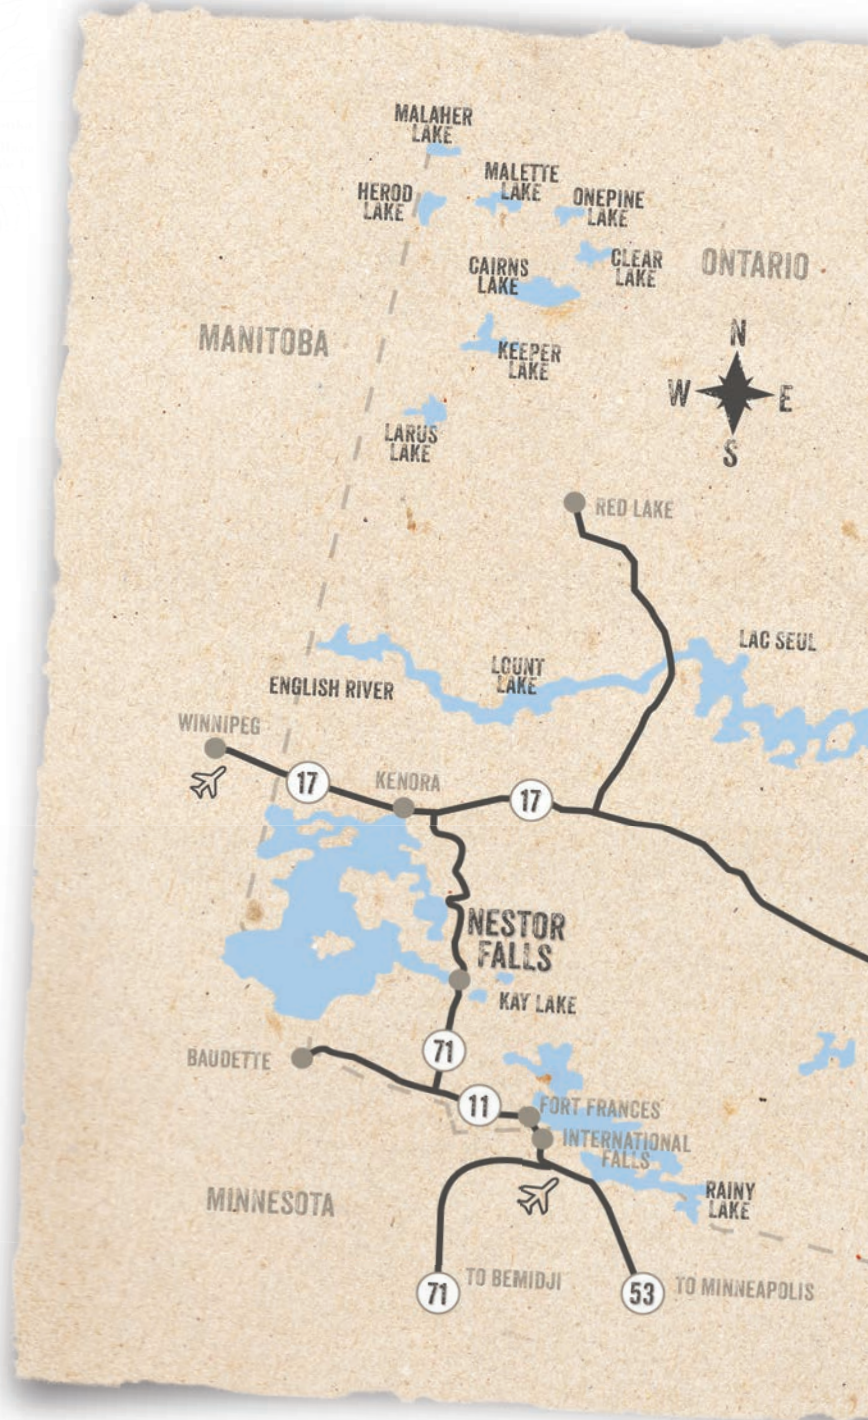 MALAHER
LAKE
MALETTE
LAKE
HEROD
LAKE
ONEPINE
LAKE
CLEAR
LAKE
ONTARIO
CAIRNS
LAKE
MANITOBA
KEEPER
LAKE
N
W
E
S
LARUS
LAKE
RED LAKE
LAC SEUL
LOUNT
LAKE
ENGLISH RIVER
WINNIPEG
17
KENORA
17
NESTOR
FALLS
KAY LAKE
71
BAUDETTE
11
FORT FRANCES
INTERNATIONAL
FALLS
RAINY
LAKE
MINNESOTA
71
TO BEMIDJI
53
TO MINNEAPOLIS